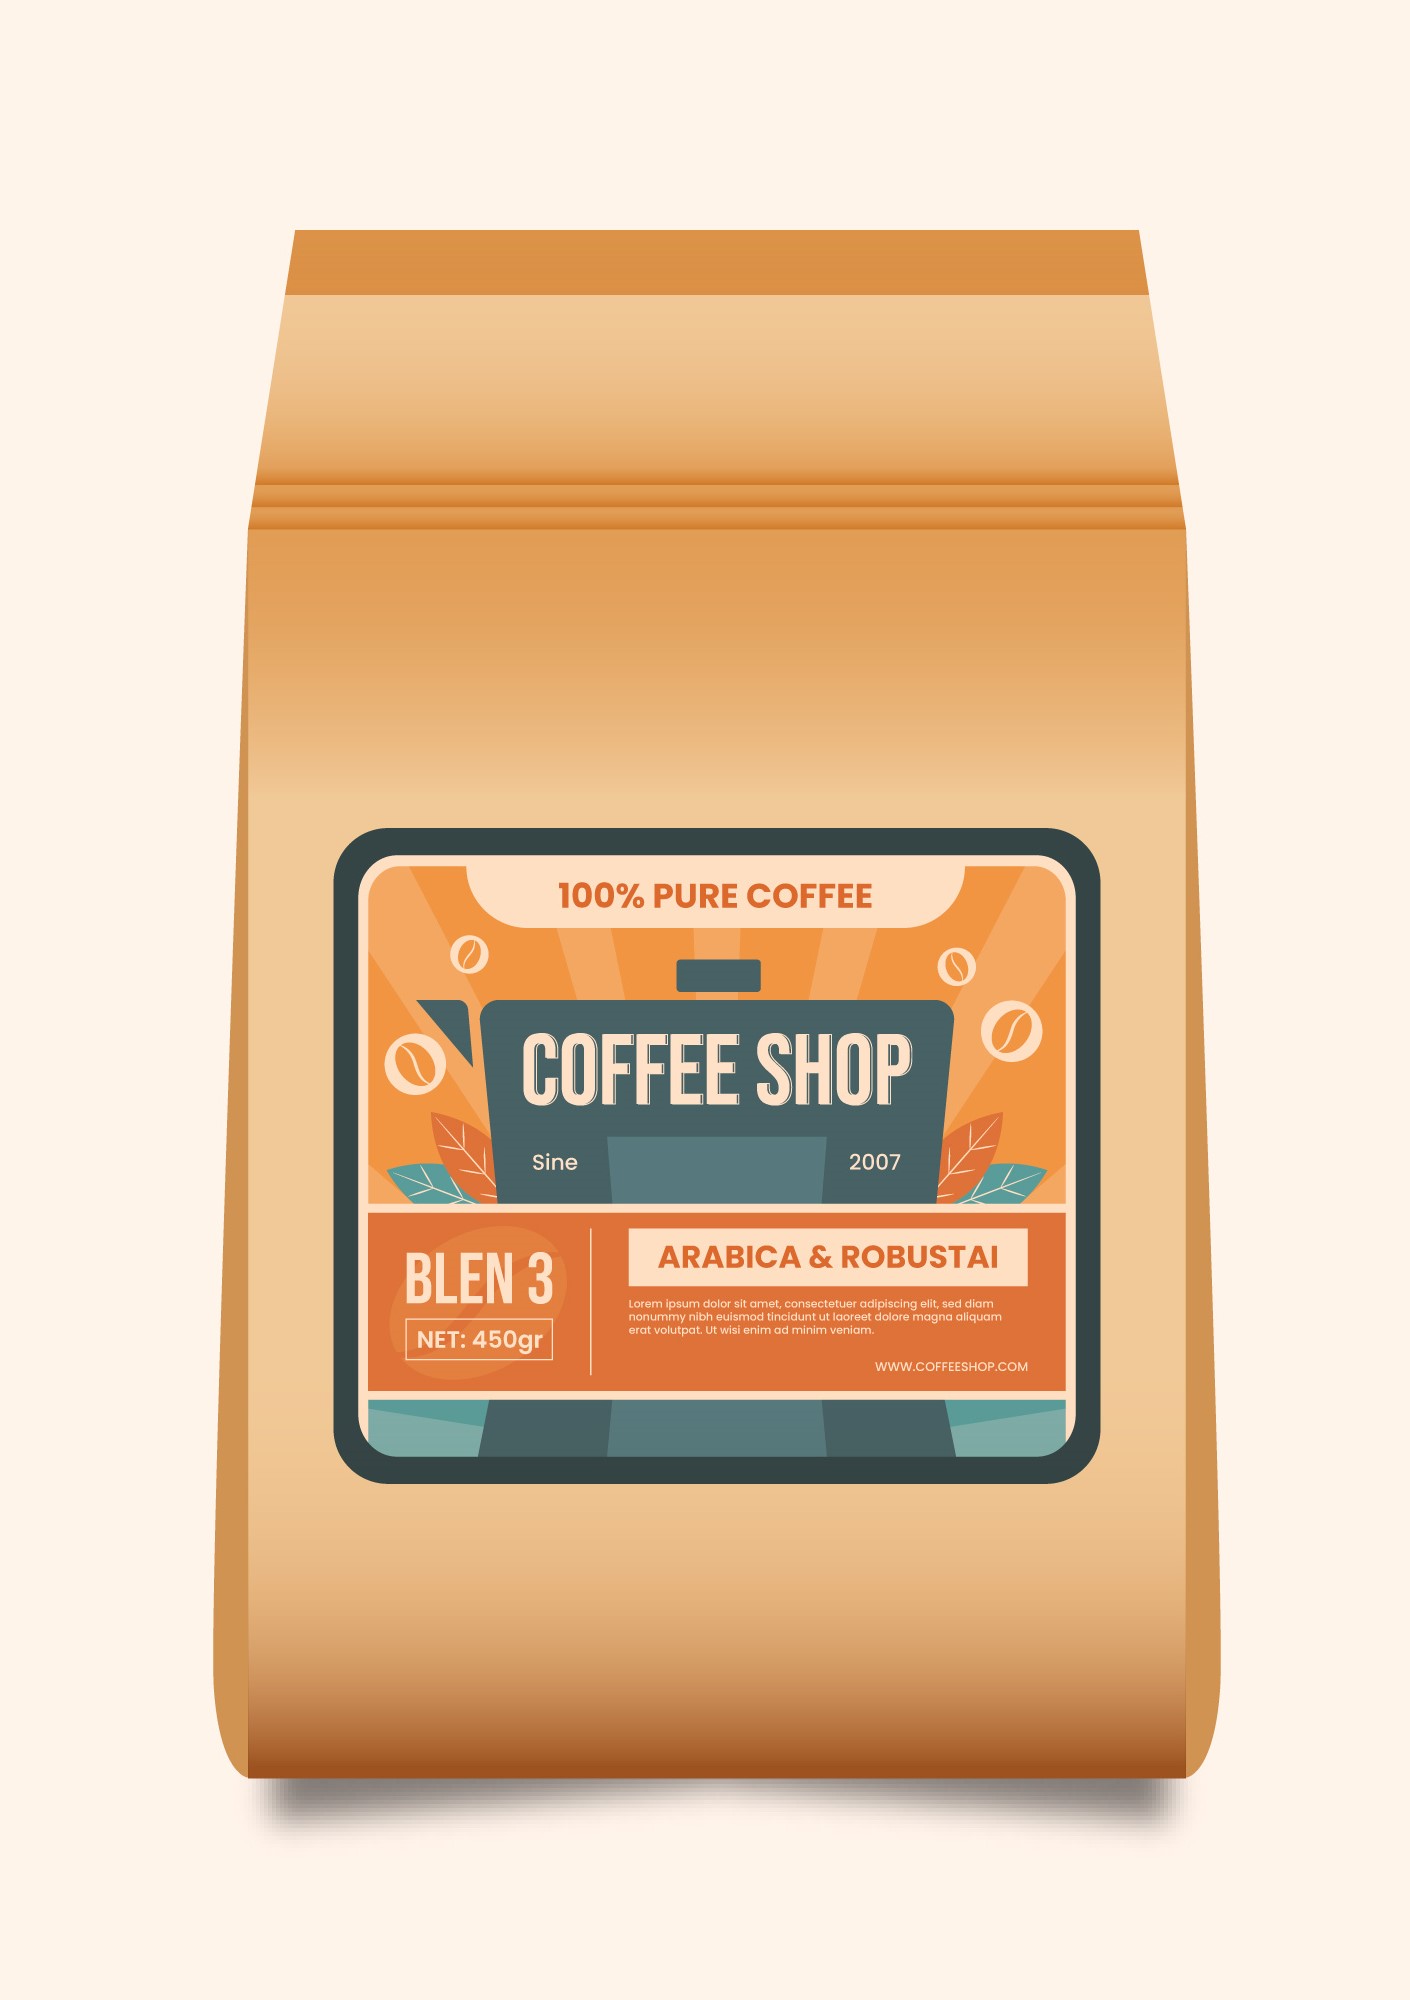 100% PURE COFFEE
COFFEE SHOP
Sine 2007
BLEN 3
NET: 450gr
ARABICA & ROBUSTAI
Lorem ipsum dolor sit amet, consectetuer adipiscing elit, sed diam
nonummy nibh euismod tincidunt ut laoreet dolore magna aliquam
erat volutpat. Ut wisi enim ad minim veniam.
WWW.COFFEESHOP.COM